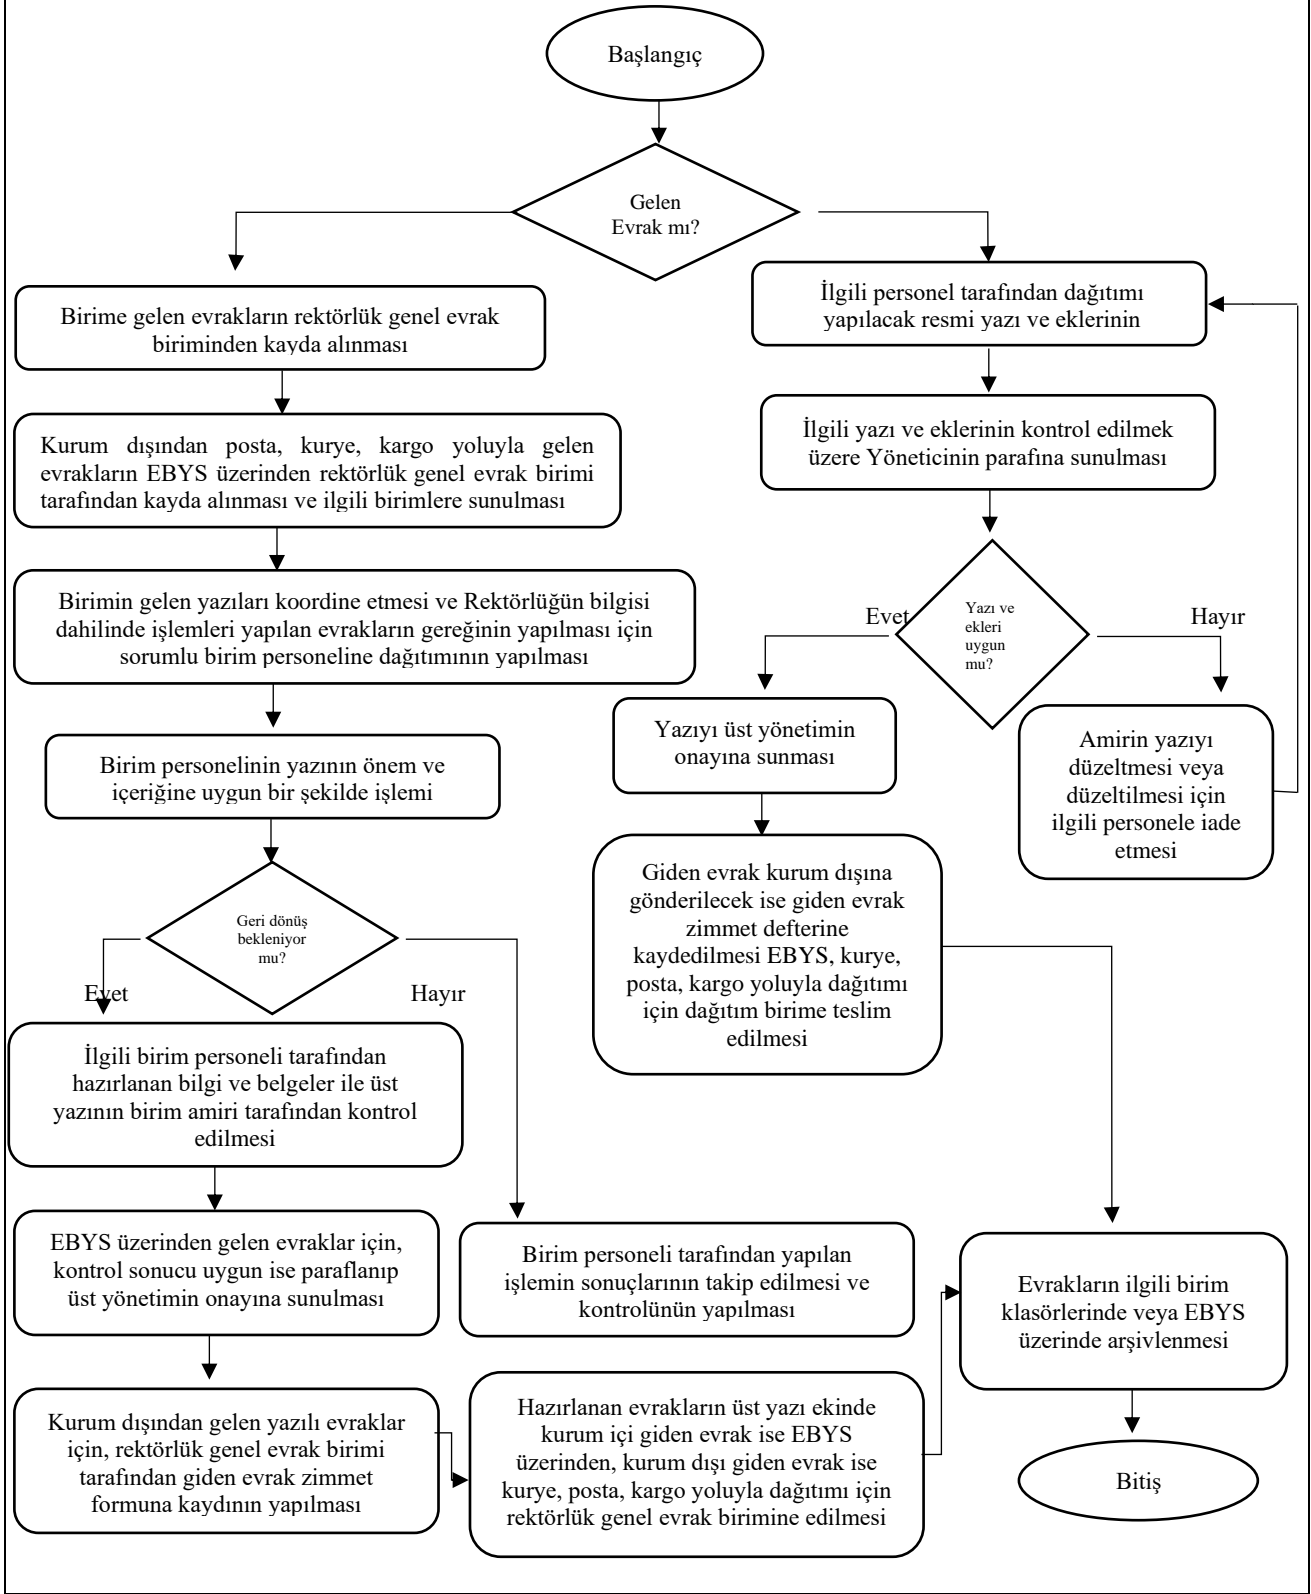 Başlangıç
Gelen
Evrak mı?
Birime gelen evrakların rektörlük genel evrak
biriminden kayda alınması
Kurum dışından posta, kurye, kargo yoluyla gelen
evrakların EBYS üzerinden rektörlük genel evrak birimi
tarafından kayda alınması ve ilgili birimlere sunulması
Birimin gelen yazıları koordine etmesi ve Rektörlüğün bilgisi
dahilinde işlemleri yapılan evrakların gereğinin yapılması için
sorumlu birim personeline dağıtımının yapılması
Birim personelinin yazının önem ve
içeriğine uygun bir şekilde işlemi
Geri dönüş
bekleniyor
mu?
Evet
Hayır
İlgili birim personeli tarafından
hazırlanan bilgi ve belgeler ile üst
yazının birim amiri tarafından kontrol
edilmesi
EBYS üzerinden gelen evraklar için,
kontrol sonucu uygun ise paraflanıp
üst yönetimin onayına sunulması
Kurum dışından gelen yazılı evraklar
için, rektörlük genel evrak birimi
tarafından giden evrak zimmet
formuna kaydının yapılması
Birim personeli tarafından yapılan
işlemin sonuçlarının takip edilmesi ve
kontrolünün yapılması
Hazırlanan evrakların üst yazı ekinde
kurum içi giden evrak ise EBYS
üzerinden, kurum dışı giden evrak ise
kurye, posta, kargo yoluyla dağıtımı için
rektörlük genel evrak birimine edilmesi
İlgili personel tarafından dağıtımı
yapılacak resmi yazı ve eklerinin
İlgili yazı ve eklerinin kontrol edilmek
üzere Yöneticinin parafına sunulması
Yazı ve
ekleri
uygun
mu?
Evet
Hayır
Yazıyı üst yönetimin
onayına sunması
Amirin yazıyı
düzeltmesi veya
düzeltilmesi için
ilgili personele iade
etmesi
Giden evrak kurum dışına
gönderilecek ise giden evrak
zimmet defterine
kaydedilmesi EBYS, kurye,
posta, kargo yoluyla dağıtımı
için dağıtım birime teslim
edilmesi
Evrakların ilgili birim
klasörlerinde veya EBYS
üzerinde arşivlenmesi
Bitiş